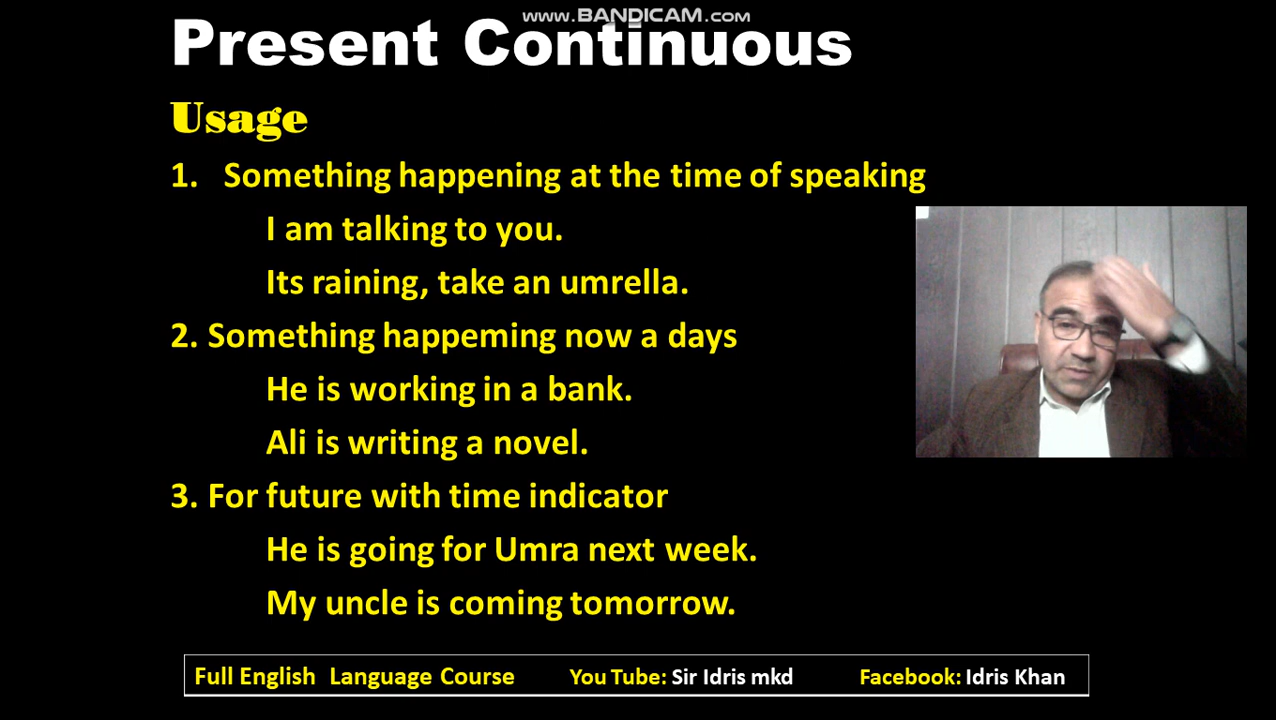 www.BANDICAM.com
Present Continuous
Usage
1. Something happening at the time of speaking
I am talking to you.
Its raining, take an umrella.
2. Something happeming now a days
He is working in a bank.
Ali is writing a novel.
3. For future with time indicator
He is going for Umra next week.
My uncle is coming tomorrow.
Full English Language Course You Tube: Sir Idris mkd Facebook: Idris Khan